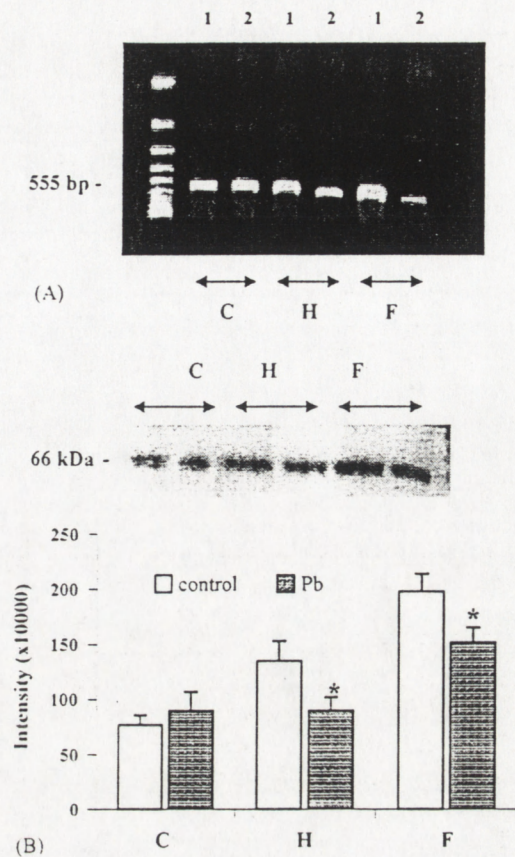 1 2 1 2 1 2
555 bp -
(A)
C H F
C H F
66 kDa -
250
200
150
100
50
0
Intensity (x10000)
control Pb
*
*
(B)
C H F